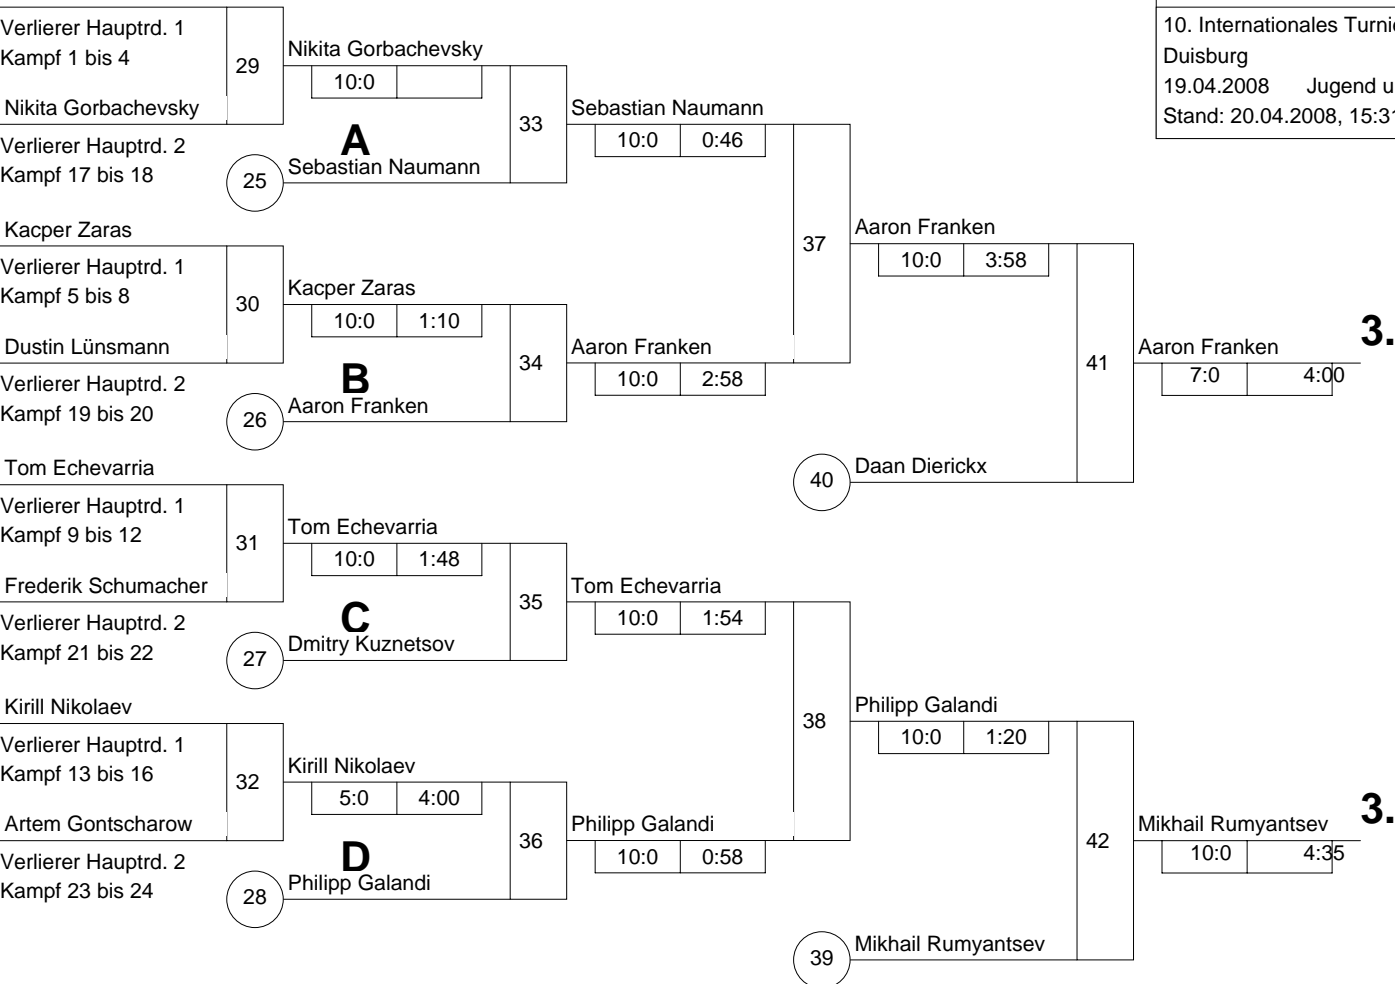 10. Internationales Turnie
Duisburg
19.04.2008 Jugend u
Stand: 20.04.2008, 15:31
Verlierer Hauptrd. 1
Kampf 1 bis 4
Nikita Gorbachevsky
Verlierer Hauptrd. 2
Kampf 17 bis 18
Kacper Zaras
Verlierer Hauptrd. 1
Kampf 5 bis 8
Dustin Lünsmann
Verlierer Hauptrd. 2
Kampf 19 bis 20
Tom Echevarria
Verlierer Hauptrd. 1
Kampf 9 bis 12
Frederik Schumacher
Verlierer Hauptrd. 2
Kampf 21 bis 22
Kirill Nikolaev
Verlierer Hauptrd. 1
Kampf 13 bis 16
Artem Gontscharow
Verlierer Hauptrd. 2
Kampf 23 bis 24
29
Nikita Gorbachevsky
10:0
A
25
Sebastian Naumann
30
Kacper Zaras
10:0 1:10
B
26
Aaron Franken
31
Tom Echevarria
10:0 1:48
C
27
Dmitry Kuznetsov
32
Kirill Nikolaev
5:0 4:00
D
28
Philipp Galandi
33
Sebastian Naumann
10:0 0:46
34
Aaron Franken
10:0 2:58
35
Tom Echevarria
10:0 1:54
36
Philipp Galandi
10:0 0:58
37
Aaron Franken
10:0 3:58
40
Daan Dierickx
38
Philipp Galandi
10:0 1:20
39
Mikhail Rumyantsev
41
Aaron Franken
7:0 4:00
3.
42
Mikhail Rumyantsev
10:0 4:35
3.